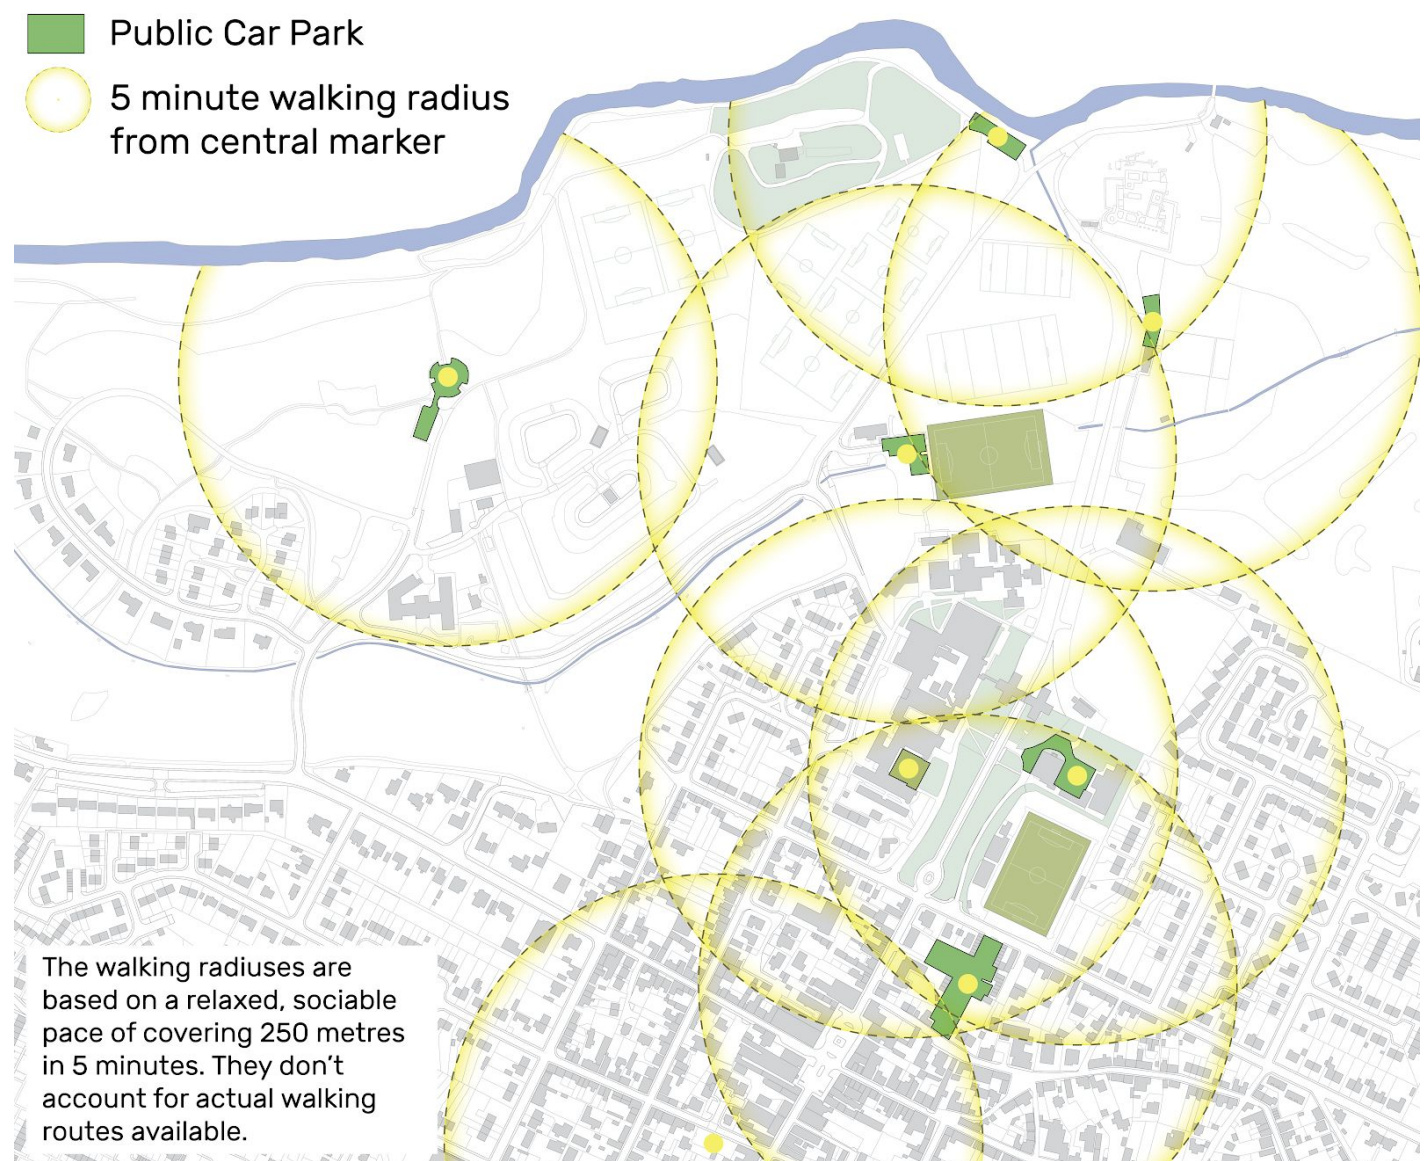 Public Car Park
5 minute walking radius
from central marker
The walking radiuses are
based on a relaxed, sociable
pace of covering 250 metres
in 5 minutes. They don’t
account for actual walking
routes available.